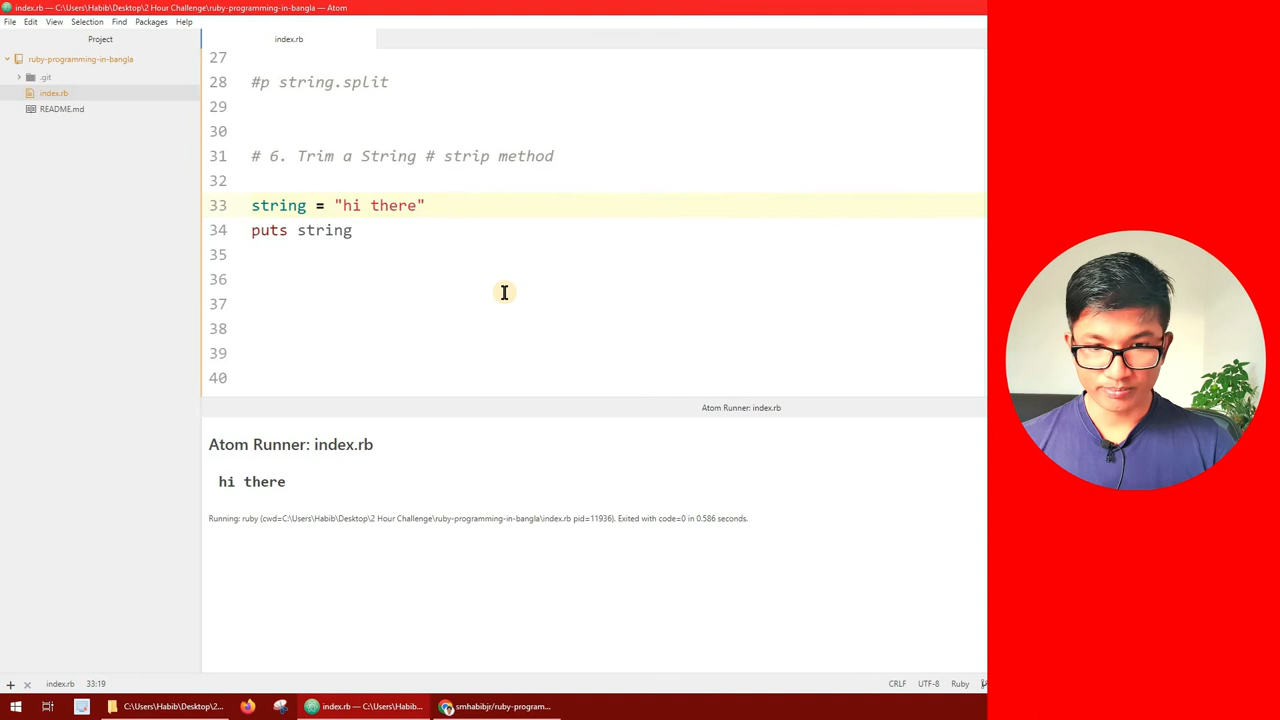 index.rb — C:\Users\Habib\Desktop\2 Hour Challenge\ruby-programming-in-bangla — Atom
File Edit View Selection Find Packages Help
Project
index.rb
ruby-programming-in-bangla
.git
index.rb
README.md
27
28 #p string.split
29
30
31 # 6. Trim a String # strip method
32
33 string = "hi there"
34 puts string
35
36
37
38
39
40
Atom Runner: index.rb
Atom Runner: index.rb
hi there
Running: ruby (cwd=C:\Users\Habib\Desktop\2 Hour Challenge\ruby-programming-in-bangla\index.rb pid=11936). Exited with code=0 in 0.586 seconds.
index.rb 33:19 CRLF UTF-8 Ruby
C:\Users\Habib\Desktop\2... index.rb — C:\Users\Habib... smhabibjr/ruby-program...